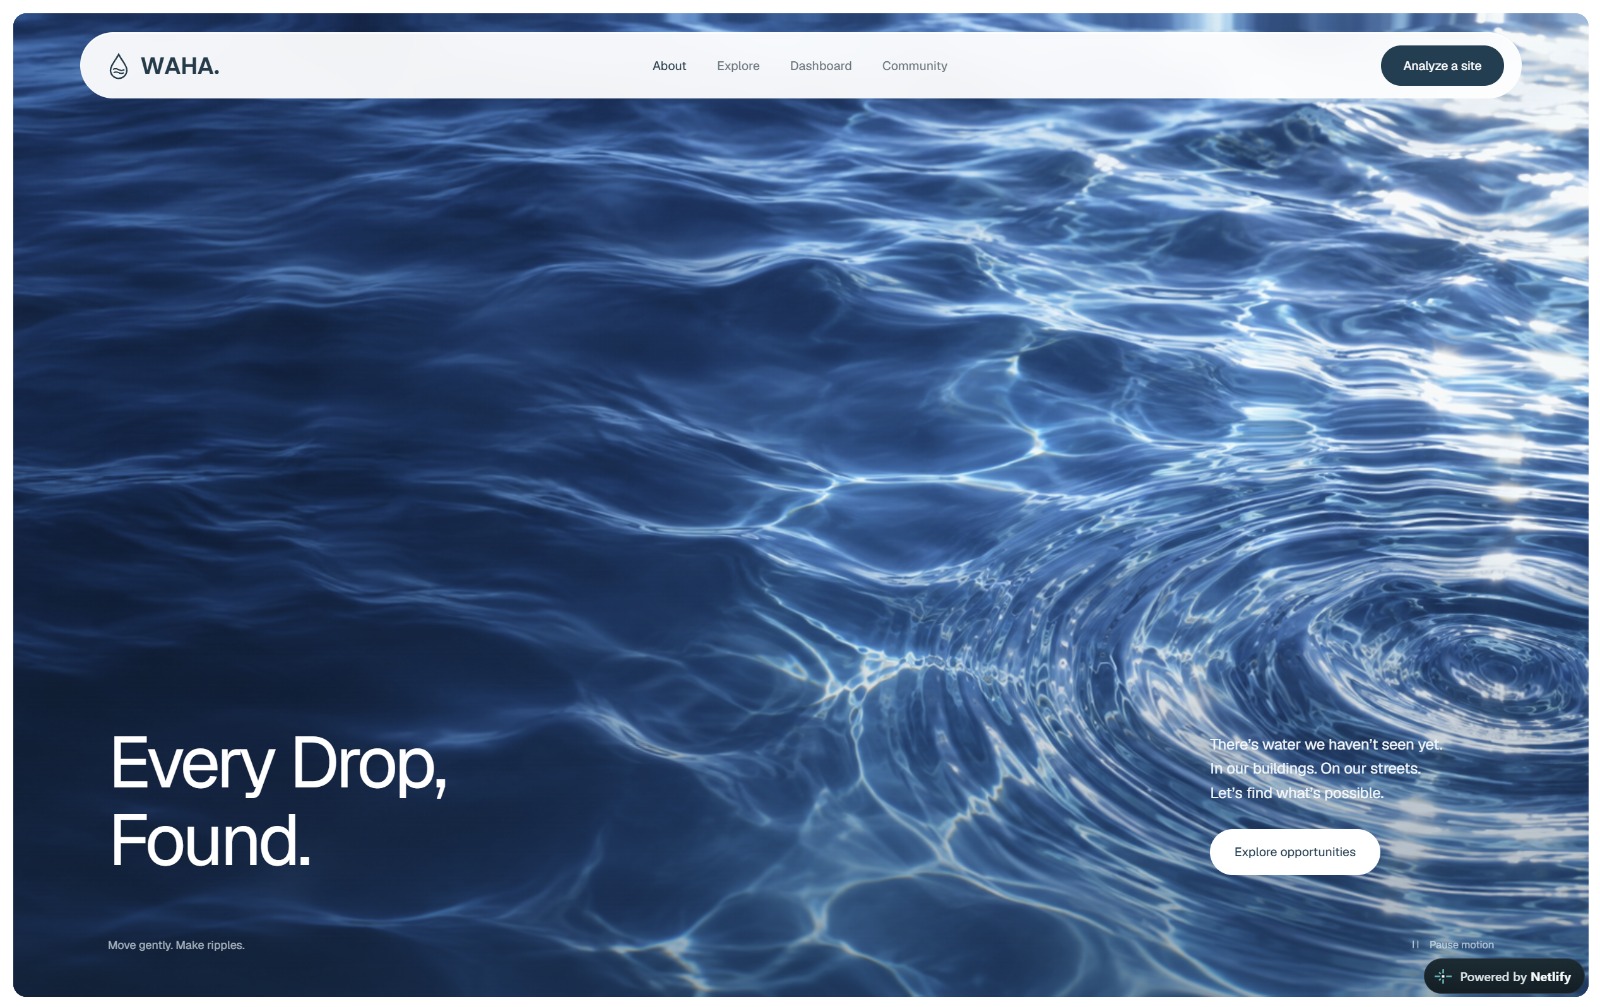 WAHA.
About
Explore
Dashboard
Community
Analyze a site
Every Drop,
Found.
There’s water we haven’t seen yet.
In our buildings. On our streets.
Let’s find what’s possible.
Explore opportunities
Move gently. Make ripples.
Pause motion
Powered by Netlify